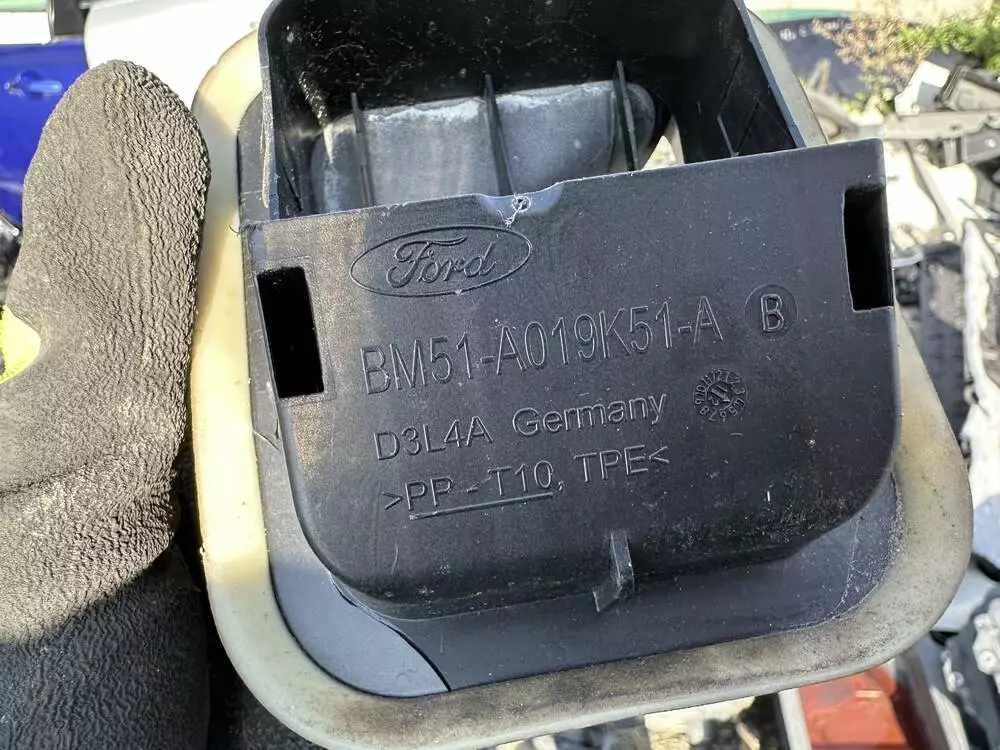 Ford
BM51-A019K51-A B
D3L4A Germany
>PP - T10, TPE<